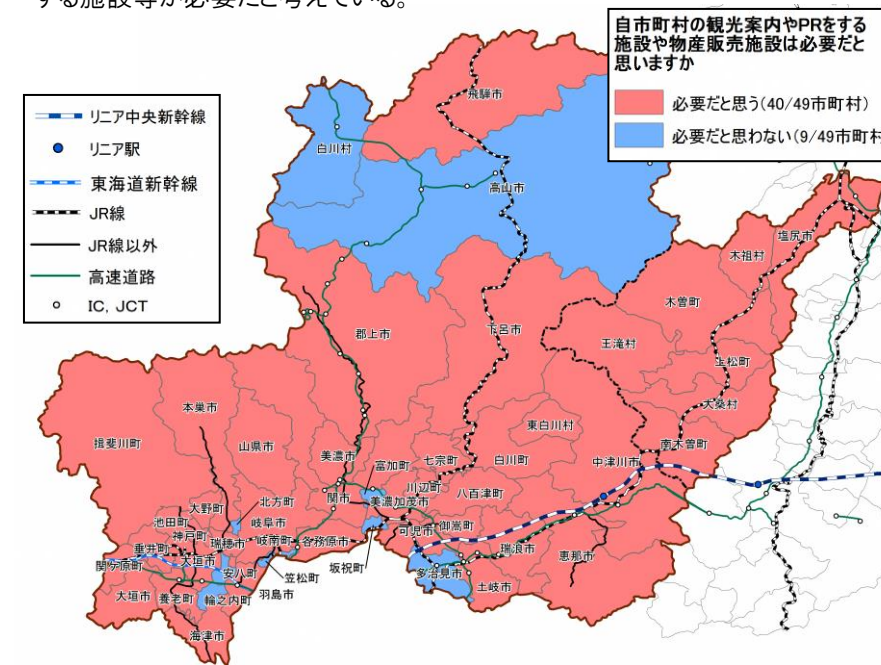 する施設等が必要だと考えている。
自市町村の観光案内やPRをする
施設や物産販売施設は必要だと
思いますか
必要だと思う(40/49市町村)
必要だと思わない(9/49市町村
リニア中央新幹線
リニア駅
東海道新幹線
JR線
JR線以外
高速道路
IC, JCT
飛騨市
白川村
高山市
塩尻市
木祖村
木曽町
郡上市
下呂市
王滝村
上松町
大桑村
本巣市
揖斐川町
山県市
東白川村
南木曽町
美濃市
富加町
七宗町
白川町
中津川市
関市
川辺町
美濃加茂市
八百津町
大野町
北方町
池田町
岐阜市
神戸町
瑞穂市
岐南町
各務原市
可児市
御嵩町
垂井町
大垣市
瑞浪市
恵那市
関ケ原町
安八町
笠松町
坂祝町
多治見市
土岐市
大垣市
養老町
輪之内町
羽島市
海津市